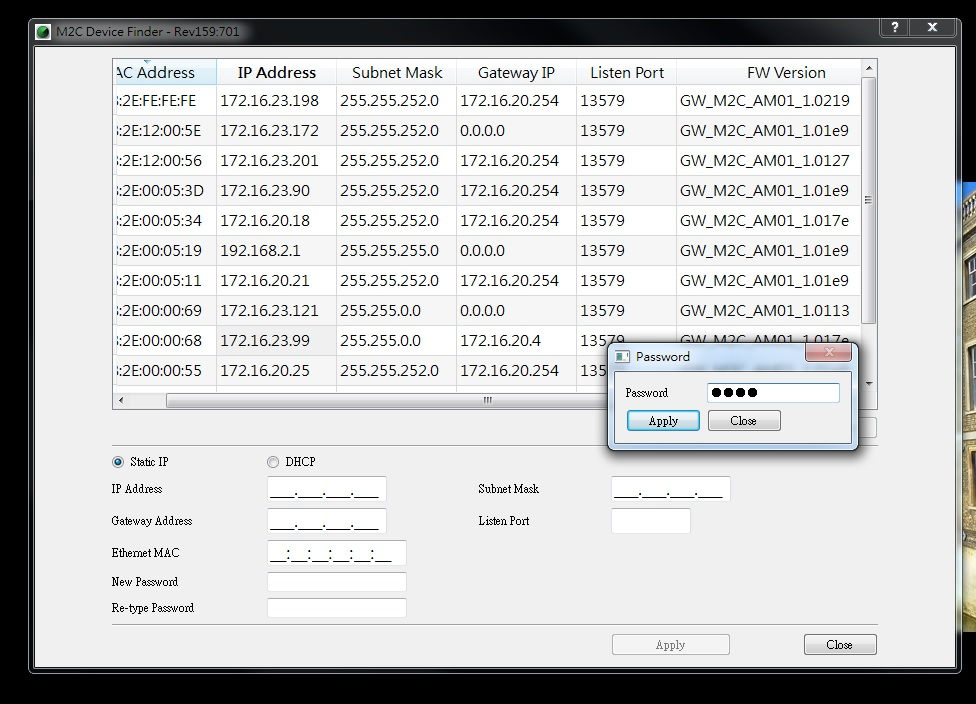 M2C Device Finder - Rev159:701
AC Address IP Address Subnet Mask Gateway IP Listen Port FW Version
:2E:FE:FE:FE 172.16.23.198 255.255.252.0 172.16.20.254 13579 GW_M2C_AM01_1.0219
:2E:12:00:5E 172.16.23.172 255.255.252.0 0.0.0.0 13579 GW_M2C_AM01_1.01e9
:2E:12:00:56 172.16.23.201 255.255.252.0 172.16.20.254 13579 GW_M2C_AM01_1.0127
:2E:00:05:3D 172.16.23.90 255.255.252.0 172.16.20.254 13579 GW_M2C_AM01_1.01e9
:2E:00:05:34 172.16.20.18 255.255.252.0 172.16.20.254 13579 GW_M2C_AM01_1.017e
:2E:00:05:19 192.168.2.1 255.255.255.0 0.0.0.0 13579 GW_M2C_AM01_1.01e9
:2E:00:05:11 172.16.20.21 255.255.252.0 172.16.20.254 13579 GW_M2C_AM01_1.01e9
:2E:00:00:69 172.16.23.121 255.255.0.0 0.0.0.0 13579 GW_M2C_AM01_1.0113
:2E:00:00:68 172.16.23.99 255.255.0.0 172.16.20.4 13579 GW_M2C_AM01_1.017e
:2E:00:00:55 172.16.20.25 255.255.252.0 172.16.20.254 135
Password
Password ●●●●
Apply Close
Static IP DHCP
IP Address ___.___.___.___ Subnet Mask ___.___.___.___
Gateway Address ___.___.___.___ Listen Port
Ethernet MAC __:__:__:__:__:__
New Password
Re-type Password
Apply Close